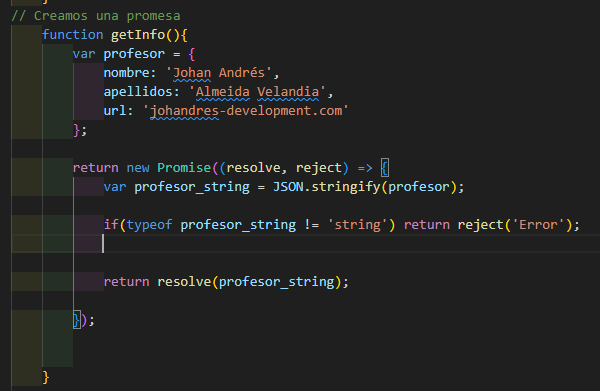 // Creamos una promesa
function getInfo(){
var profesor = {
nombre: 'Johan Andrés',
apellidos: 'Almeida Velandia',
url: 'johandres-development.com'
};
return new Promise((resolve, reject) => {
var profesor_string = JSON.stringify(profesor);
if(typeof profesor_string != 'string') return reject('Error');
return resolve(profesor_string);
});
}